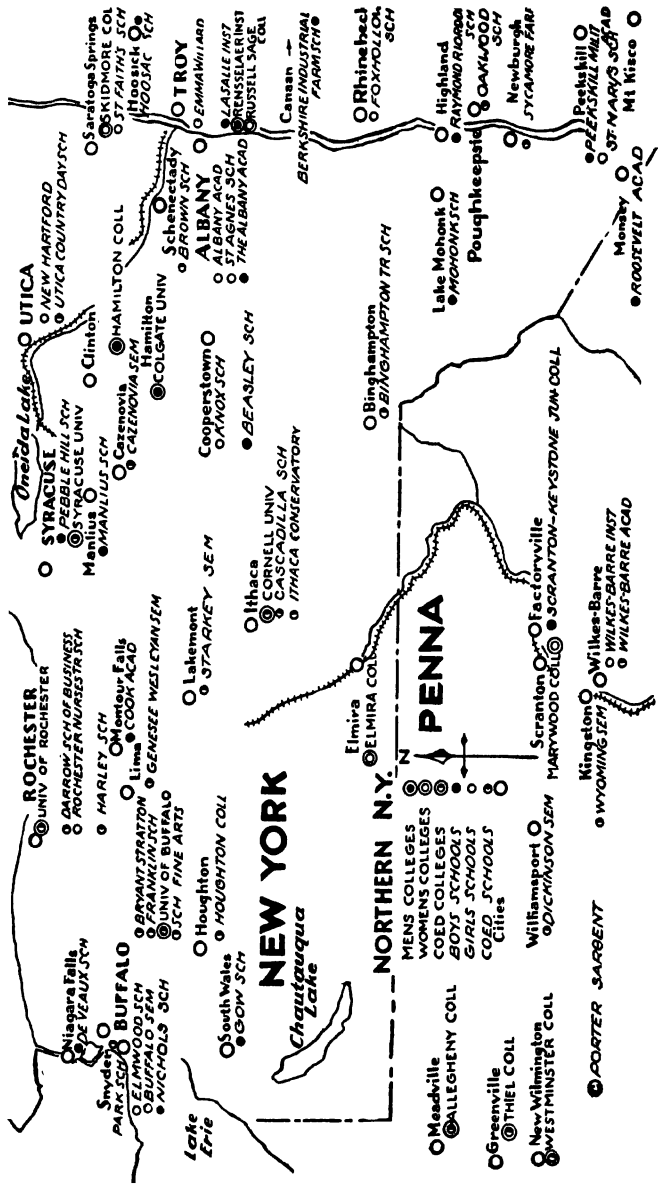 Niagara Falls
DE VEAUX SCH
Snyder
PARK SCH
BUFFALO
ELMWOOD SCH
BUFFALO SEM
NICHOLS SCH
Lake
Erie
ROCHESTER
UNIV OF ROCHESTER
DARROW SCH OF BUSINESS
ROCHESTER NURSES TR SCH
HARLEY SCH
Montour Falls
COOK ACAD
Lima
GENESEE WESLEYAN SEM
BRYANT STRATTON
FRANKLIN SCH
UNIV OF BUFFALO
SCH FINE ARTS
Houghton
HOUGHTON COLL
South Wales
GOW SCH
NEW YORK
Chautauqua
Lake
Oneida Lake
SYRACUSE
PEBBLE HILL SCH
SYRACUSE UNIV
Manlius
MANLIUS SCH
Cazenovia
CAZENOVIA SEM
UTICA
NEW HARTFORD
UTICA COUNTRY DAY SCH
Clinton
HAMILTON COLL
Hamilton
COLGATE UNIV
Cooperstown
KNOX SCH
BEASLEY SCH
Lakemont
STARKEY SEM
Ithaca
CORNELL UNIV
CASCADILLA SCH
ITHACA CONSERVATORY
Elmira
ELMIRA COLL
Binghampton
BINGHAMPTON TR SCH
Saratoga Springs
SKIDMORE COL
ST FAITHS SCH
Hoosick
HOOSAC SCH
TROY
EMMA WILLARD
LA SALLE INST
RENSSELAER INST
RUSSELL SAGE
COLL
Schenectady
BROWN SCH
ALBANY
ALBANY ACAD
ST AGNES SCH
THE ALBANY ACAD
Canaan
BERKSHIRE INDUSTRIAL
FARM SCH
Rhinebeck
FOXHOLLOW
SCH
Highland
RAYMOND RIORDON
SCH
OAKWOOD
SCH
Lake Mohonk
MOHONK SCH
Poughkeepsie
Newburgh
SYCAMORE FARS
Peekskill
PEEKSKILL MILIT
ACAD
ST MARYS SCH
Mt Kisco
Monsey
ROOSEVELT ACAD
NORTHERN N.Y.
N
PENNA
MENS COLLEGES
WOMENS COLLEGES
COED COLLEGES
BOYS SCHOOLS
GIRLS SCHOOLS
COED SCHOOLS
Cities
Meadville
ALLEGHENY COLL
Greenville
THIEL COLL
New Wilmington
WESTMINSTER COLL
Williamsport
DICKINSON SEM
Scranton
MARYWOOD COLL
Factoryville
SCRANTON-KEYSTONE JUN COLL
Kingston
WYOMING SEM
Wilkes-Barre
WILKES-BARRE INST
WILKES-BARRE ACAD
© PORTER SARGENT